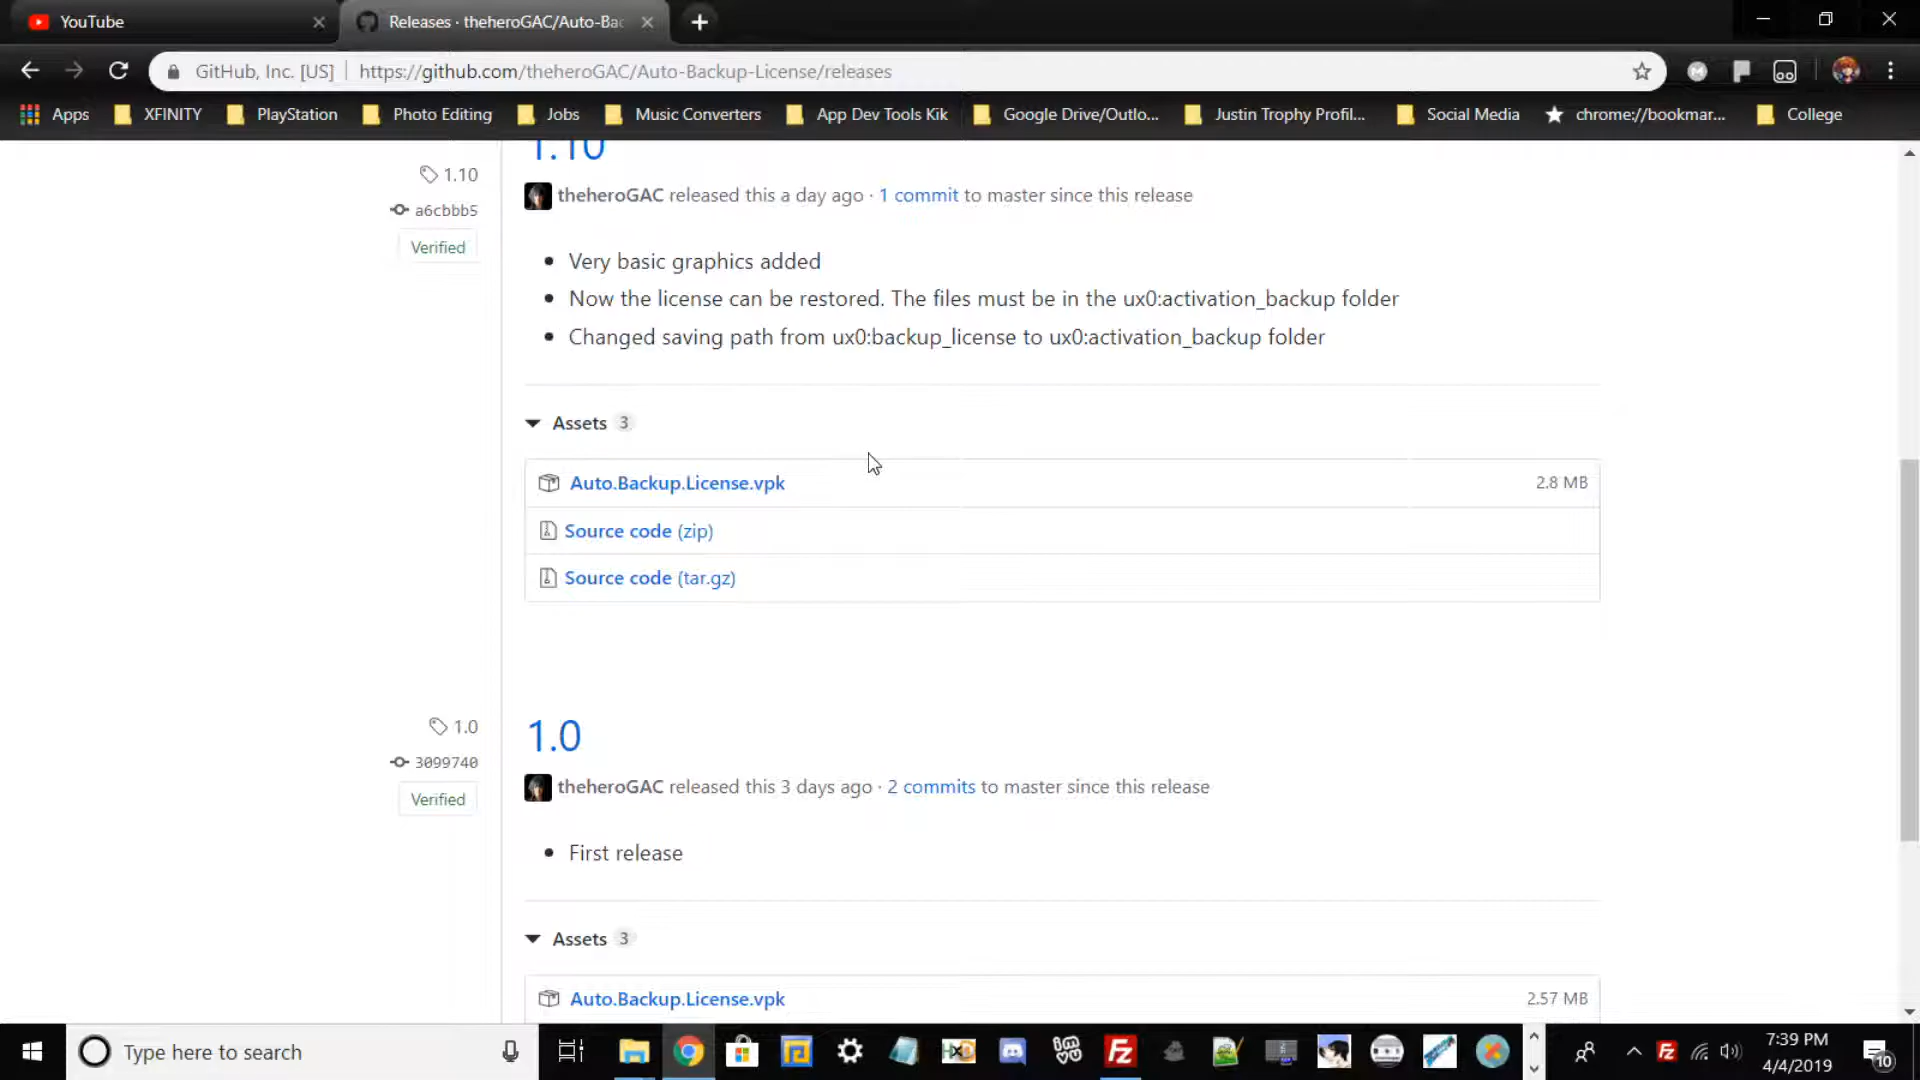 YouTube
Releases · theheroGAC/Auto-Bac
GitHub, Inc. [US] https://github.com/theheroGAC/Auto-Backup-License/releases
Apps XFINITY PlayStation Photo Editing Jobs Music Converters App Dev Tools Kik Google Drive/Outlo... Justin Trophy Profil... Social Media chrome://bookmar... College
1.10
1.10
a6cbbb5
Verified
theheroGAC released this a day ago · 1 commit to master since this release
Very basic graphics added
Now the license can be restored. The files must be in the ux0:activation_backup folder
Changed saving path from ux0:backup_license to ux0:activation_backup folder
Assets 3
Auto.Backup.License.vpk 2.8 MB
Source code (zip)
Source code (tar.gz)
1.0
3099740
Verified
1.0
theheroGAC released this 3 days ago · 2 commits to master since this release
First release
Assets 3
Auto.Backup.License.vpk 2.57 MB
Type here to search
7:39 PM
4/4/2019
10